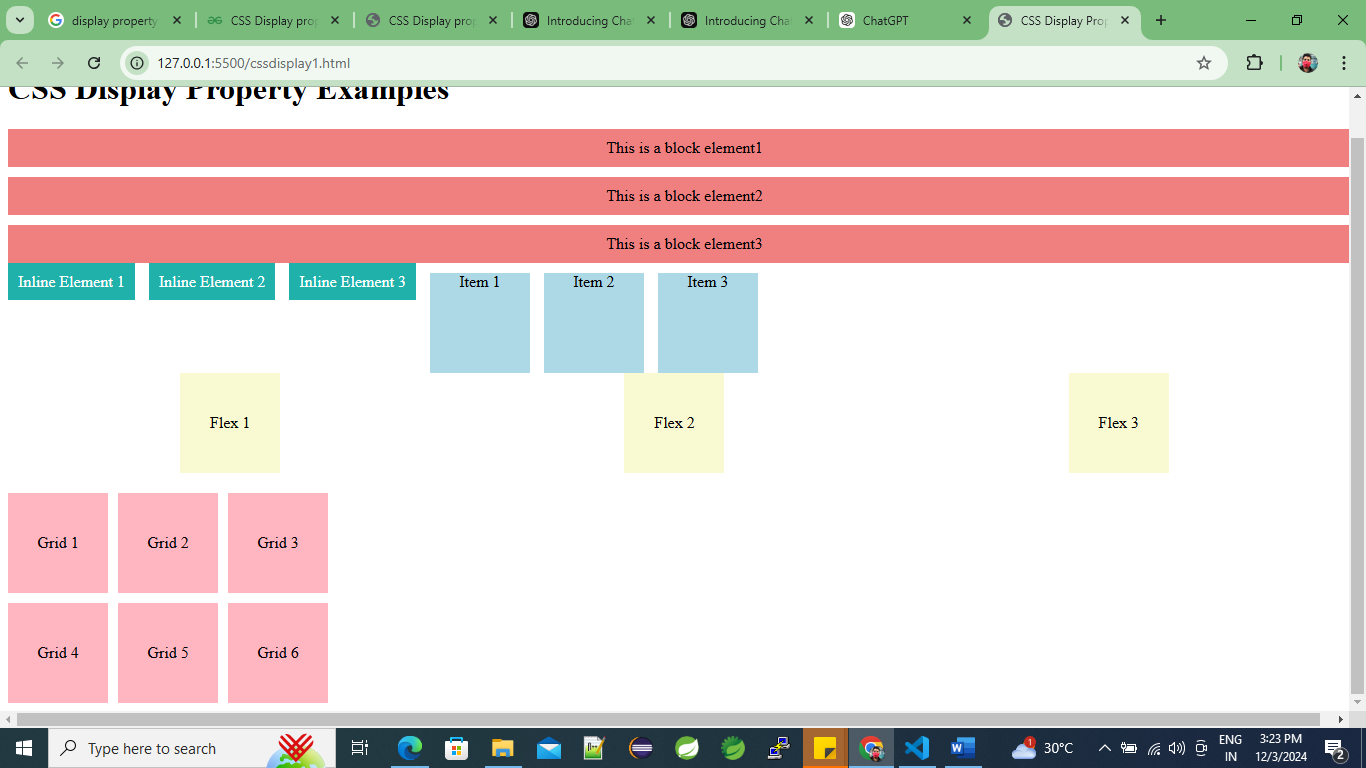 display property
CSS Display pro
CSS Display prop
Introducing Cha
Introducing Cha
ChatGPT
CSS Display Prop
127.0.0.1:5500/cssdisplay1.html
CSS Display Property Examples
This is a block element1
This is a block element2
This is a block element3
Inline Element 1 Inline Element 2 Inline Element 3 Item 1 Item 2 Item 3
Flex 1 Flex 2 Flex 3
Grid 1 Grid 2 Grid 3
Grid 4 Grid 5 Grid 6
Type here to search
1
30°C
ENG
IN
3:23 PM
12/3/2024
2